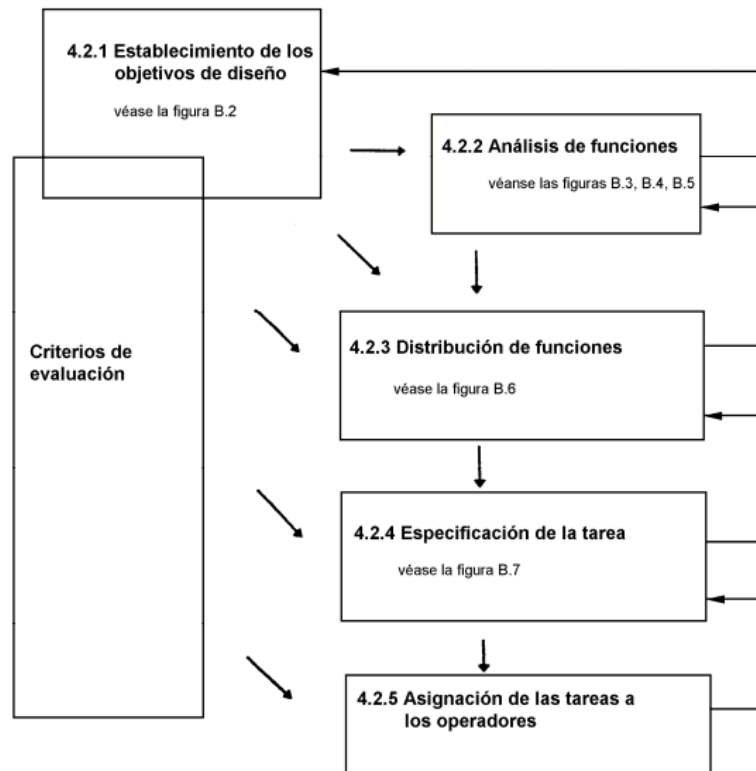 4.2.1 Establecimiento de los
objetivos de diseño
véase la figura B.2
4.2.2 Análisis de funciones
véanse las figuras B.3, B.4, B.5
4.2.3 Distribución de funciones
véase la figura B.6
Criterios de
evaluación
4.2.4 Especificación de la tarea
véase la figura B.7
4.2.5 Asignación de las tareas a
los operadores